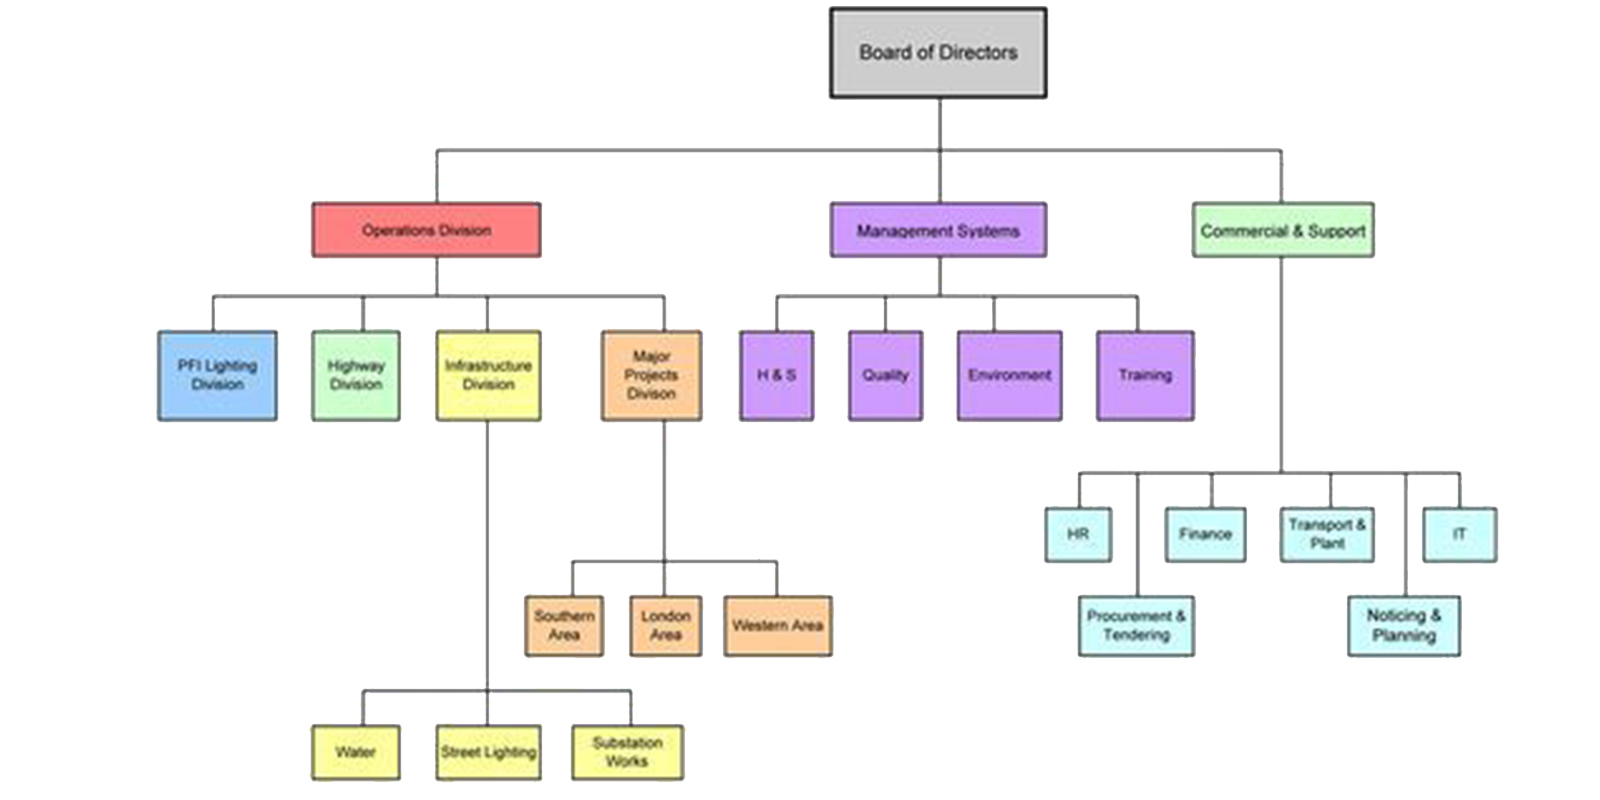 Board of Directors
Operations Division
Management Systems
Commercial & Support
PFI Lighting
Division
Highway
Division
Infrastructure
Division
Major
Projects
Divison
H & S
Quality
Environment
Training
HR
Finance
Transport &
Plant
IT
Southern
Area
London
Area
Western Area
Procurement &
Tendering
Noticing &
Planning
Water
Street Lighting
Substation
Works